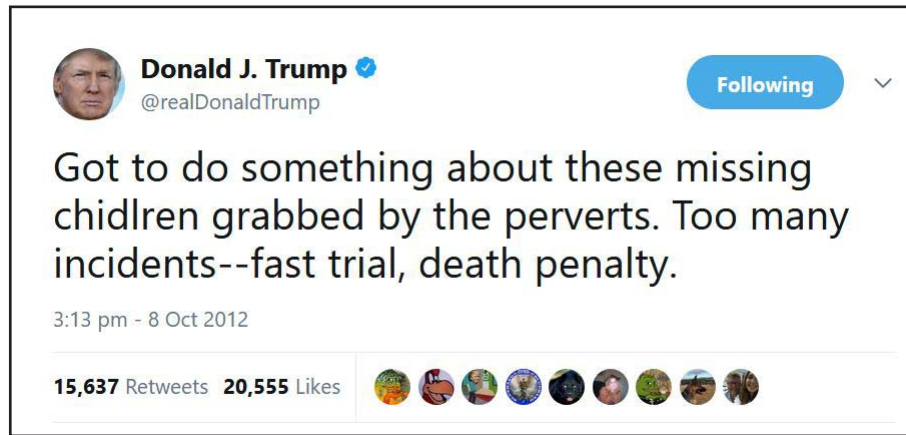 Donald J. Trump
@realDonaldTrump
Following
Got to do something about these missing
chidlren grabbed by the perverts. Too many
incidents--fast trial, death penalty.
3:13 pm - 8 Oct 2012
15,637 Retweets 20,555 Likes